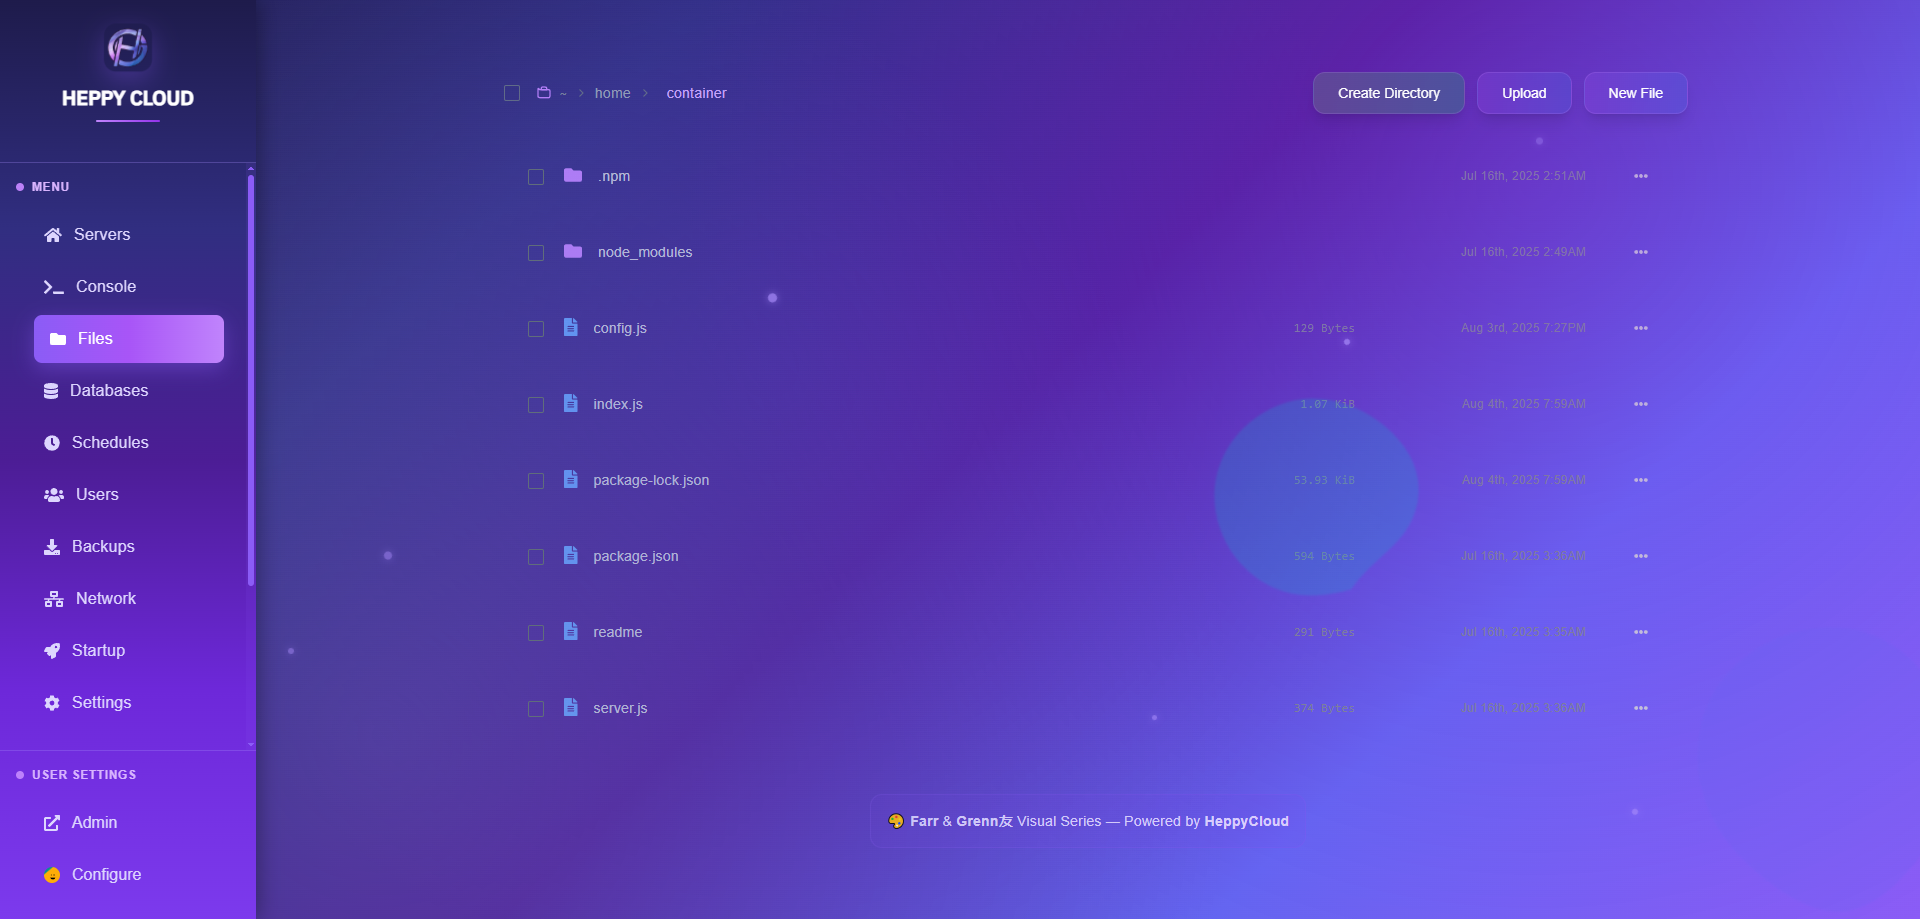 HEPPY CLOUD
MENU
Servers
Console
Files
Databases
Schedules
Users
Backups
Network
Startup
Settings
USER SETTINGS
Admin
Configure
~ › home › container
Create Directory Upload New File
.npm Jul 16th, 2025 2:51AM
node_modules Jul 16th, 2025 2:49AM
config.js 129 Bytes Aug 3rd, 2025 7:27PM
index.js 1.07 KiB Aug 4th, 2025 7:59AM
package-lock.json 53.93 KiB Aug 4th, 2025 7:59AM
package.json 594 Bytes Jul 16th, 2025 3:36AM
readme 291 Bytes Jul 16th, 2025 3:35AM
server.js 374 Bytes Jul 16th, 2025 3:36AM
Farr & Grenn友 Visual Series — Powered by HeppyCloud